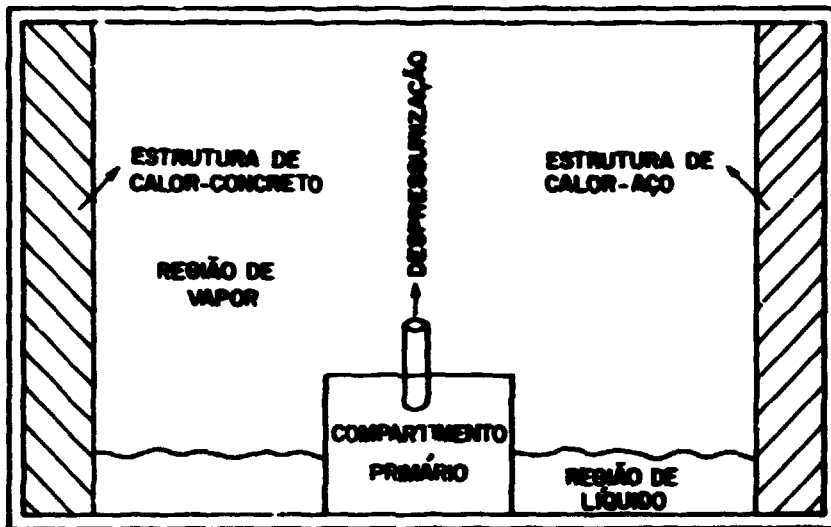 DESPRESSURIZAÇÃO
ESTRUTURA DE
CALOR-CONCRETO
ESTRUTURA DE
CALOR-AÇO
REGIÃO DE
VAPOR
COMPARTIMENTO
PRIMÁRIO
REGIÃO DE
LÍQUIDO